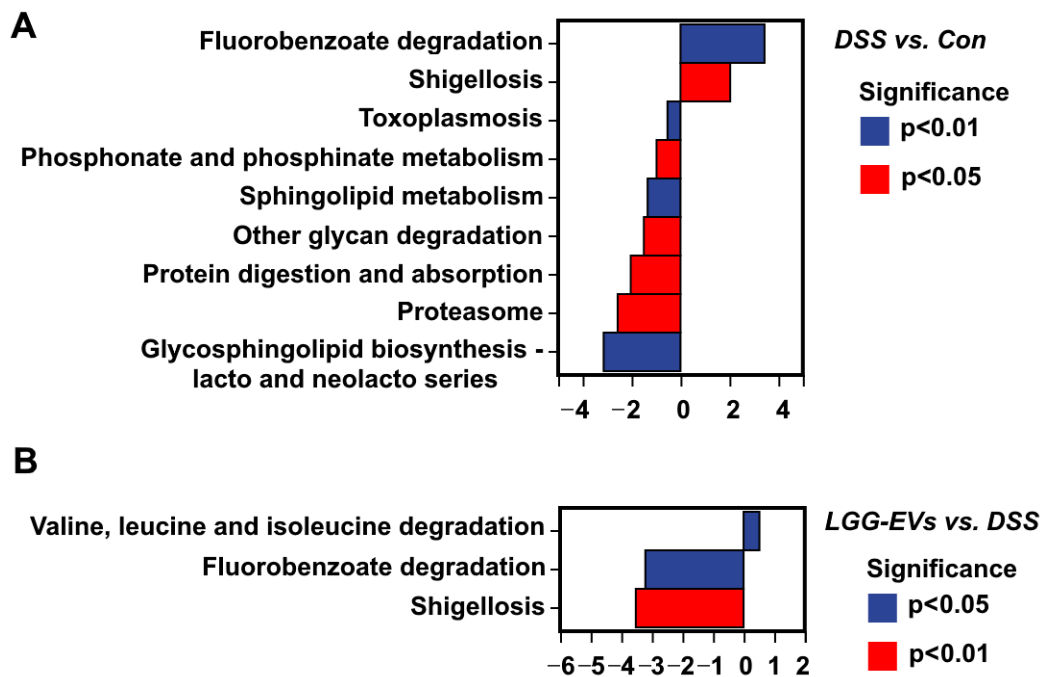 A
Fluorobenzoate degradation
Shigellosis
Toxoplasmosis
Phosphonate and phosphinate metabolism
Sphingolipid metabolism
Other glycan degradation
Protein digestion and absorption
Proteasome
Glycosphingolipid biosynthesis -
lacto and neolacto series
−4 −2 0 2 4
DSS vs. Con
Significance
p<0.01
p<0.05
B
Valine, leucine and isoleucine degradation
Fluorobenzoate degradation
Shigellosis
−6 −5 −4 −3 −2 −1 0 1 2
LGG-EVs vs. DSS
Significance
p<0.05
p<0.01